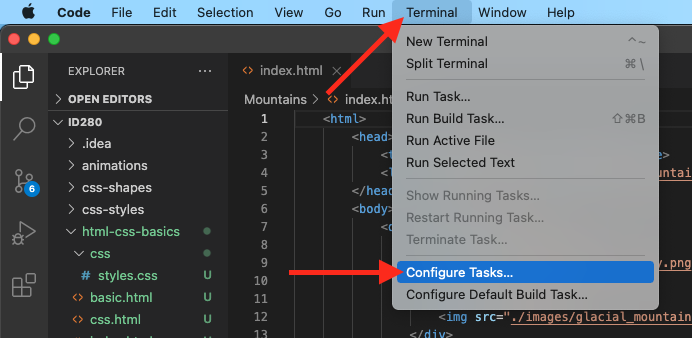 Code File Edit Selection View Go Run Terminal Window Help
EXPLORER ...
OPEN EDITORS
ID280
.idea
animations
css-shapes
css-styles
html-css-basics
css
# styles.css U
<> basic.html U
<> css.html U
6
<> index.html ×
Mountains > <> index.h
1 <html>
2 <head>
3 <t e>
4 <l ountai
5 </hea
6 <body>
7 <d
8
9 y.png
10
11
12 <img src="./images/glacial_mountain
13 </div>
New Terminal ^~
Split Terminal ⌘\
Run Task...
Run Build Task... ⇧⌘B
Run Active File
Run Selected Text
Show Running Tasks...
Restart Running Task...
Terminate Task...
Configure Tasks...
Configure Default Build Task...